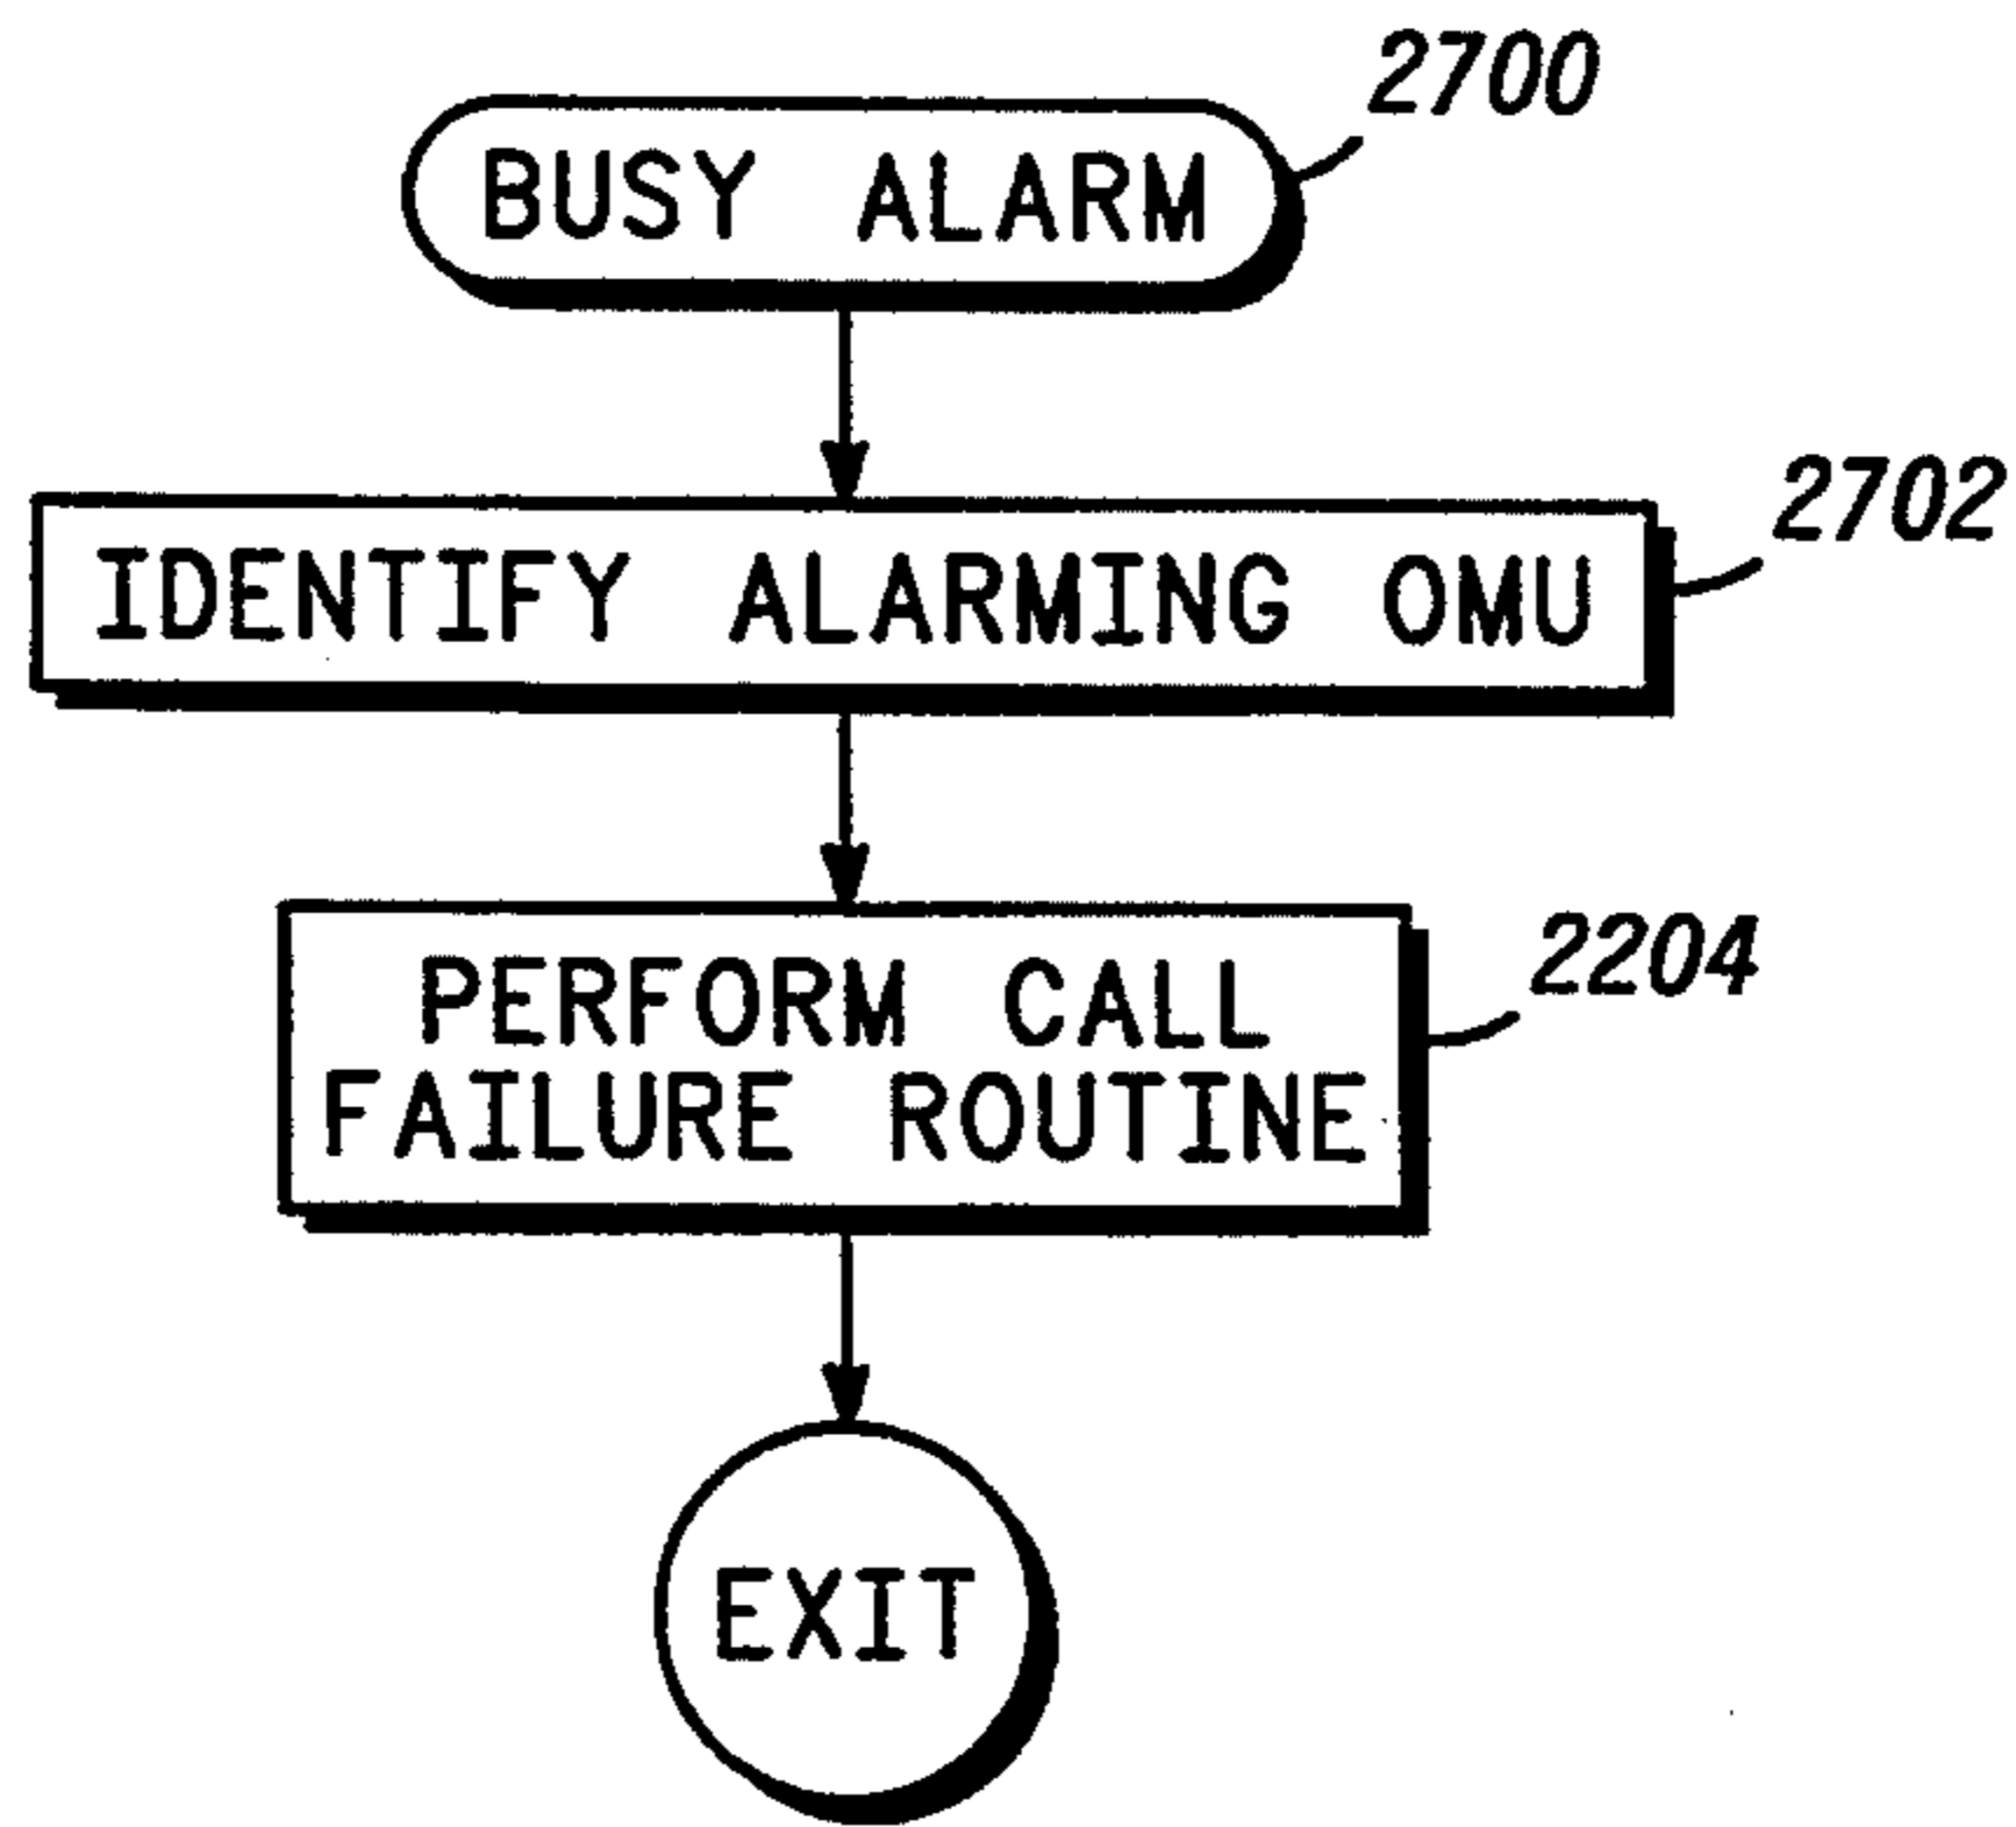 2700
BUSY ALARM
2702
IDENTIFY ALARMING OMU
2204
PERFORM CALL
FAILURE ROUTINE
EXIT